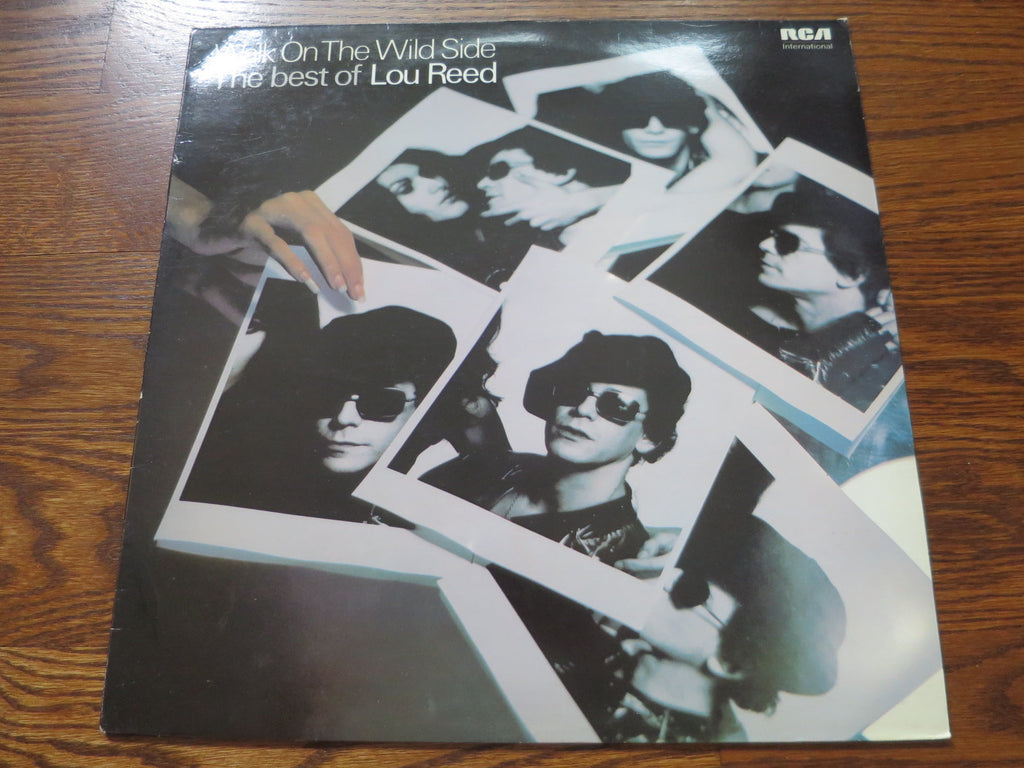 Walk On The Wild Side
The best of Lou Reed
RCA
International